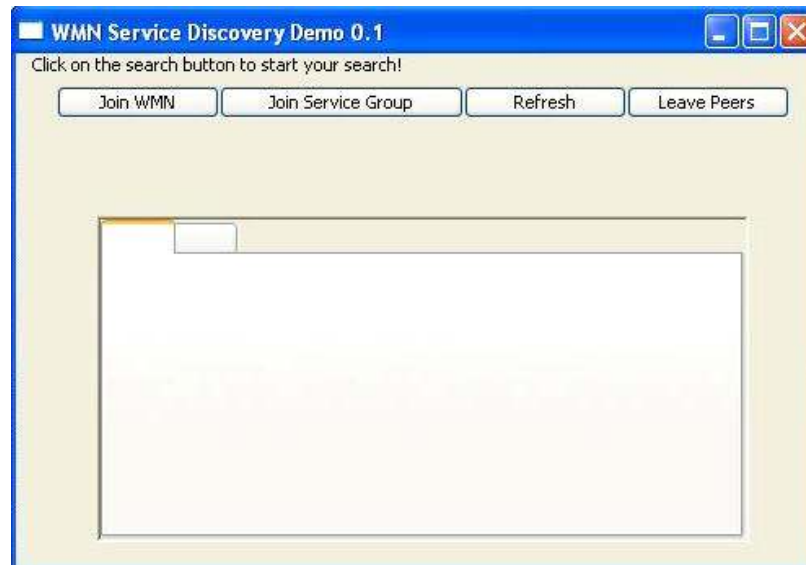 WMN Service Discovery Demo 0.1
Click on the search button to start your search!
Join WMN Join Service Group Refresh Leave Peers